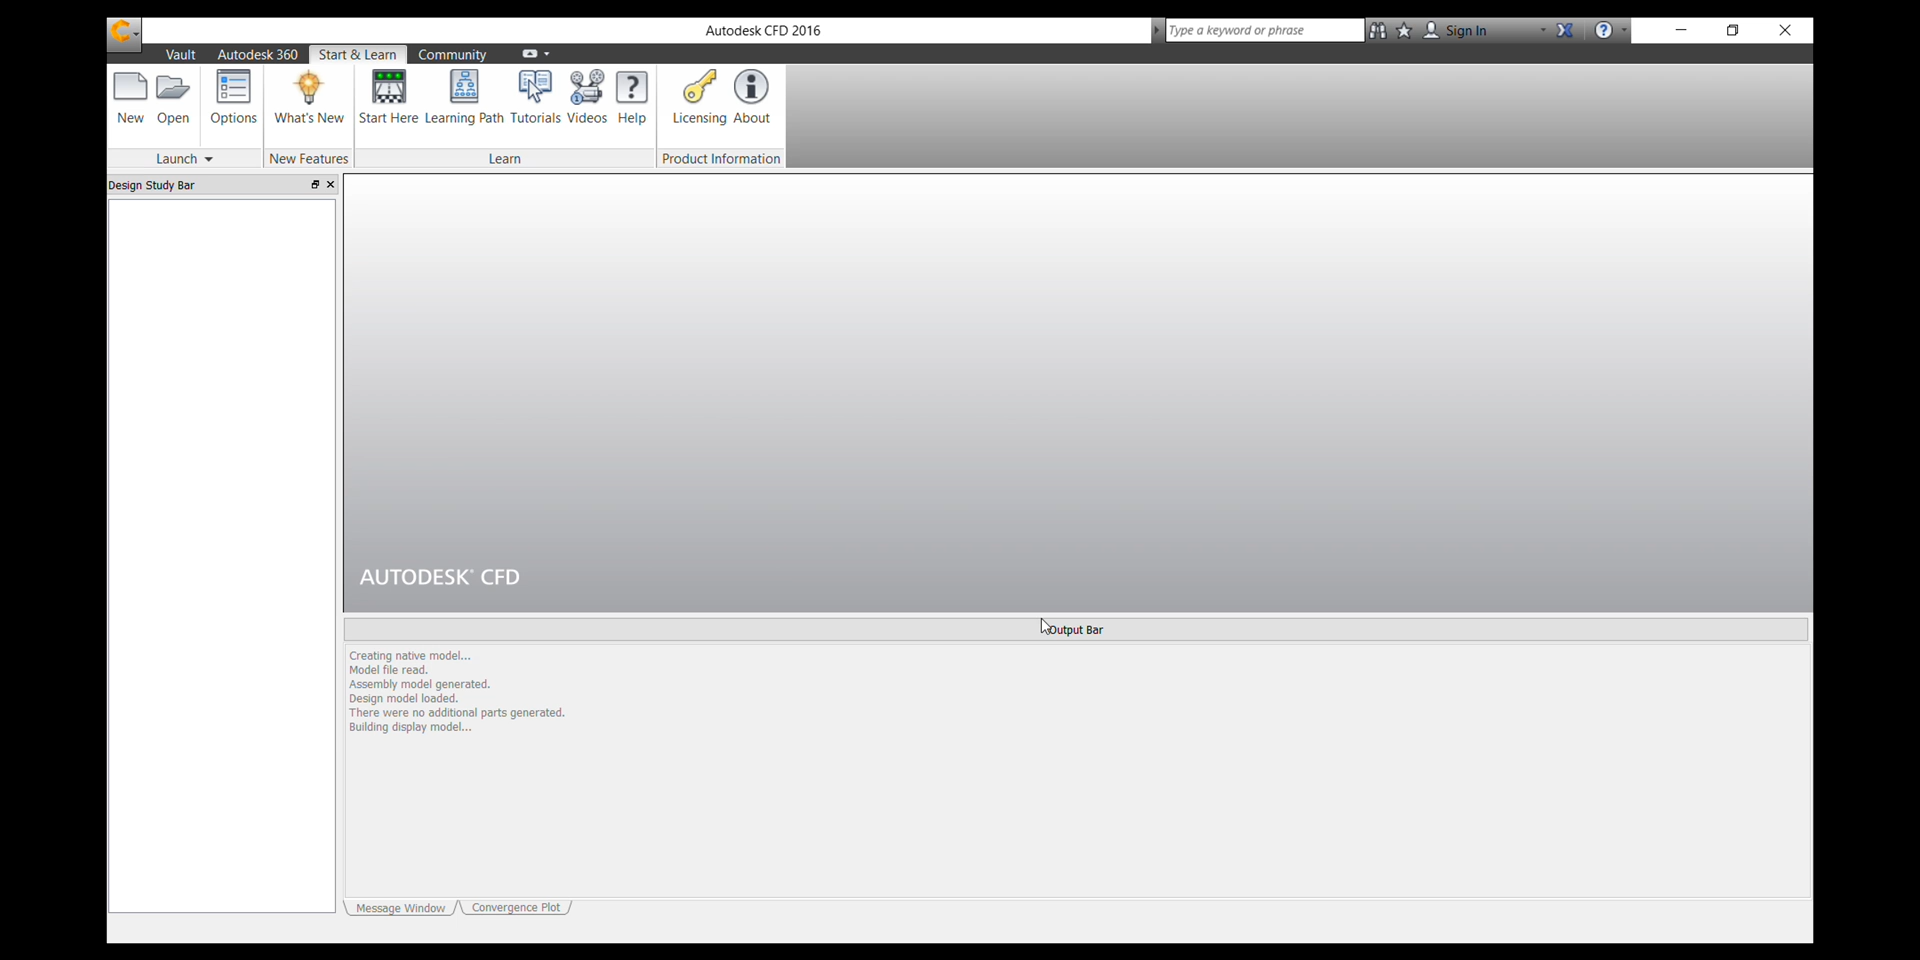 Autodesk CFD 2016
Type a keyword or phrase
Sign In
Vault
Autodesk 360
Start & Learn
Community
New
Open
Options
What's New
Start Here
Learning Path
Tutorials
Videos
Help
Licensing
About
Launch
New Features
Learn
Product Information
Design Study Bar
AUTODESK® CFD
Output Bar
Creating native model...
Model file read.
Assembly model generated.
Design model loaded.
There were no additional parts generated.
Building display model...
Message Window
Convergence Plot